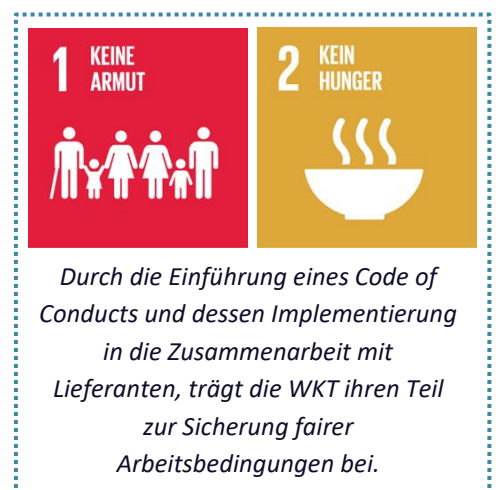 1 KEINE
ARMUT
2 KEIN
HUNGER
Durch die Einführung eines Code of
Conducts und dessen Implementierung
in die Zusammenarbeit mit
Lieferanten, trägt die WKT ihren Teil
zur Sicherung fairer
Arbeitsbedingungen bei.